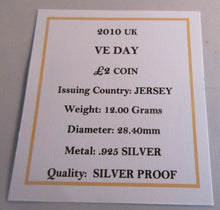 2010 UK
VE DAY
£2 COIN
Issuing Country: JERSEY
Weight: 12.00 Grams
Diameter: 28.40mm
Metal: .925 SILVER
Quality: SILVER PROOF